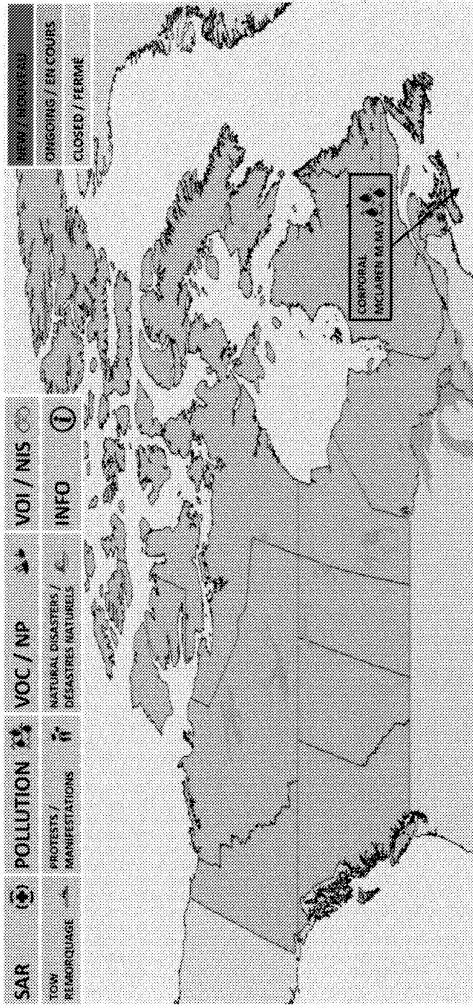 SAR
POLLUTION
VOC / NP
VOI / NIS
TOW
REMORQUAGE
PROTESTS /
MANIFESTATIONS
NATURAL DISASTERS /
DÉSASTRES NATURELS
INFO
NEW / NOUVEAU
ONGOING / EN COURS
CLOSED / FERMÉ
CORPORAL
MCLAREN M.M.V